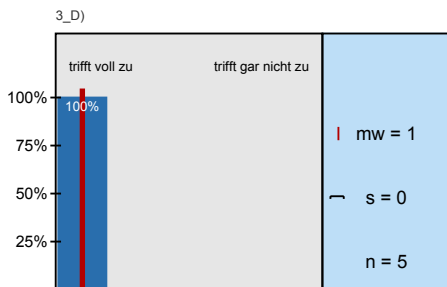 3_D)
trifft voll zu trifft gar nicht zu
100%
100%
75%
50%
25%
mw = 1
s = 0
n = 5